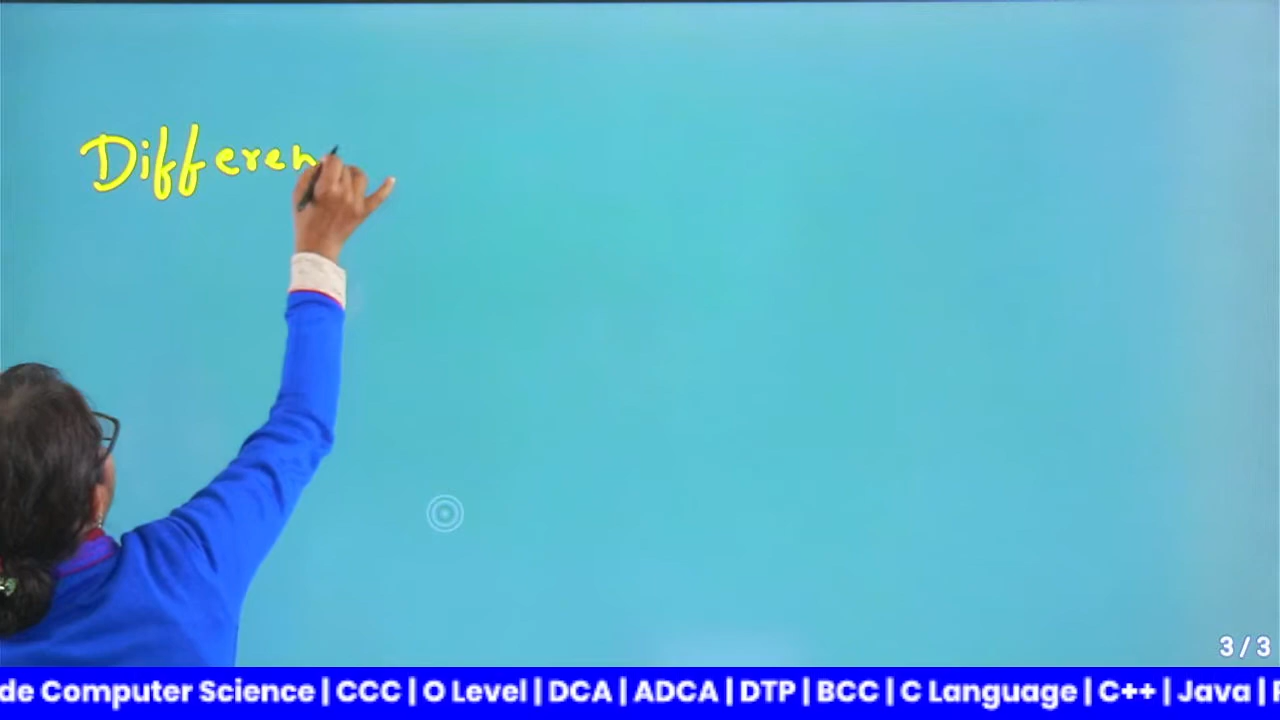 Differen
3/3
de Computer Science | CCC | O Level | DCA | ADCA | DTP | BCC | C Language | C++ | Java |